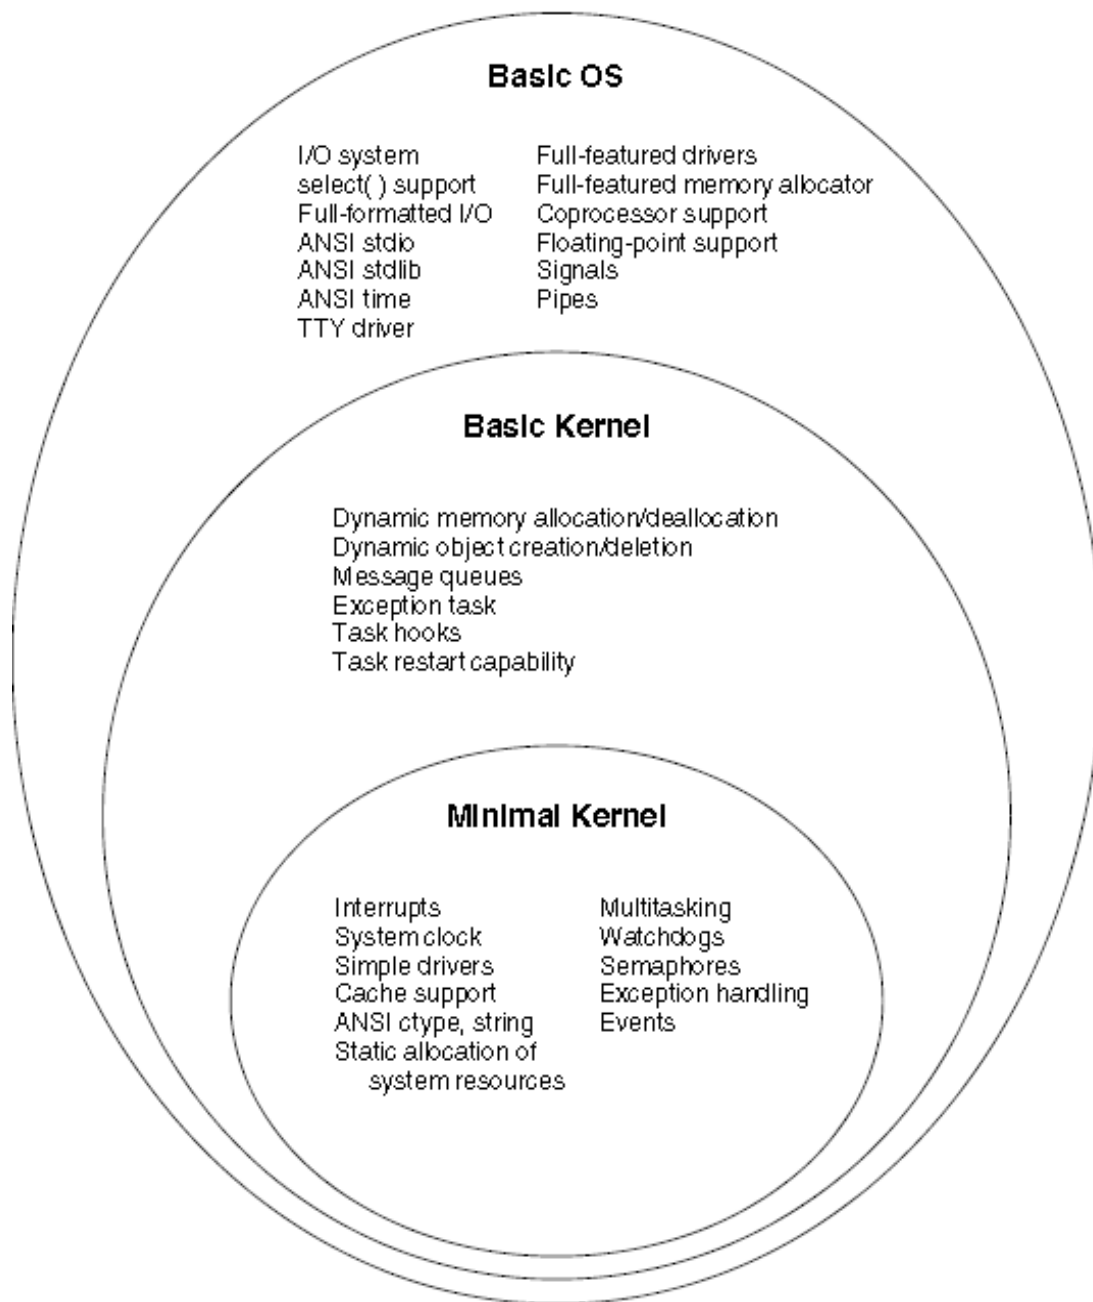 Basic OS
I/O system
select( ) support
Full-formatted I/O
ANSI stdio
ANSI stdlib
ANSI time
TTY driver
Full-featured drivers
Full-featured memory allocator
Coprocessor support
Floating-point support
Signals
Pipes
Basic Kernel
Dynamic memory allocation/deallocation
Dynamic object creation/deletion
Message queues
Exception task
Task hooks
Task restart capability
Minimal Kernel
Interrupts
System clock
Simple drivers
Cache support
ANSI ctype, string
Static allocation of
system resources
Multitasking
Watchdogs
Semaphores
Exception handling
Events